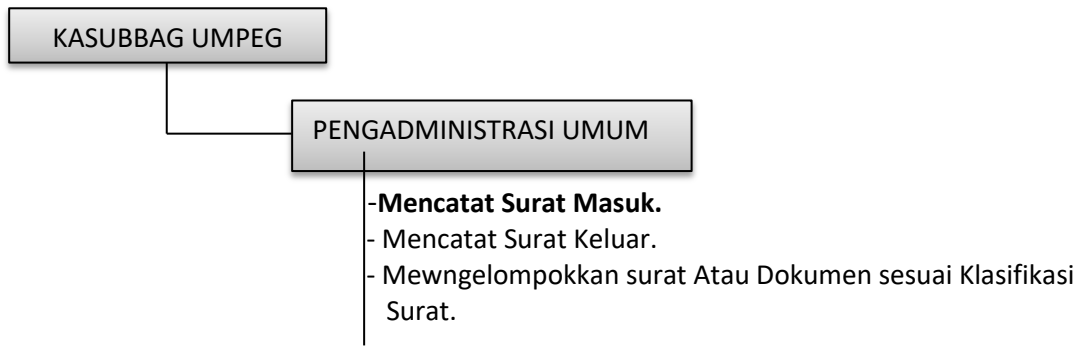 KASUBBAG UMPEG
PENGADMINISTRASI UMUM
-Mencatat Surat Masuk.
- Mencatat Surat Keluar.
- Mewngelompokkan surat Atau Dokumen sesuai Klasifikasi
Surat.